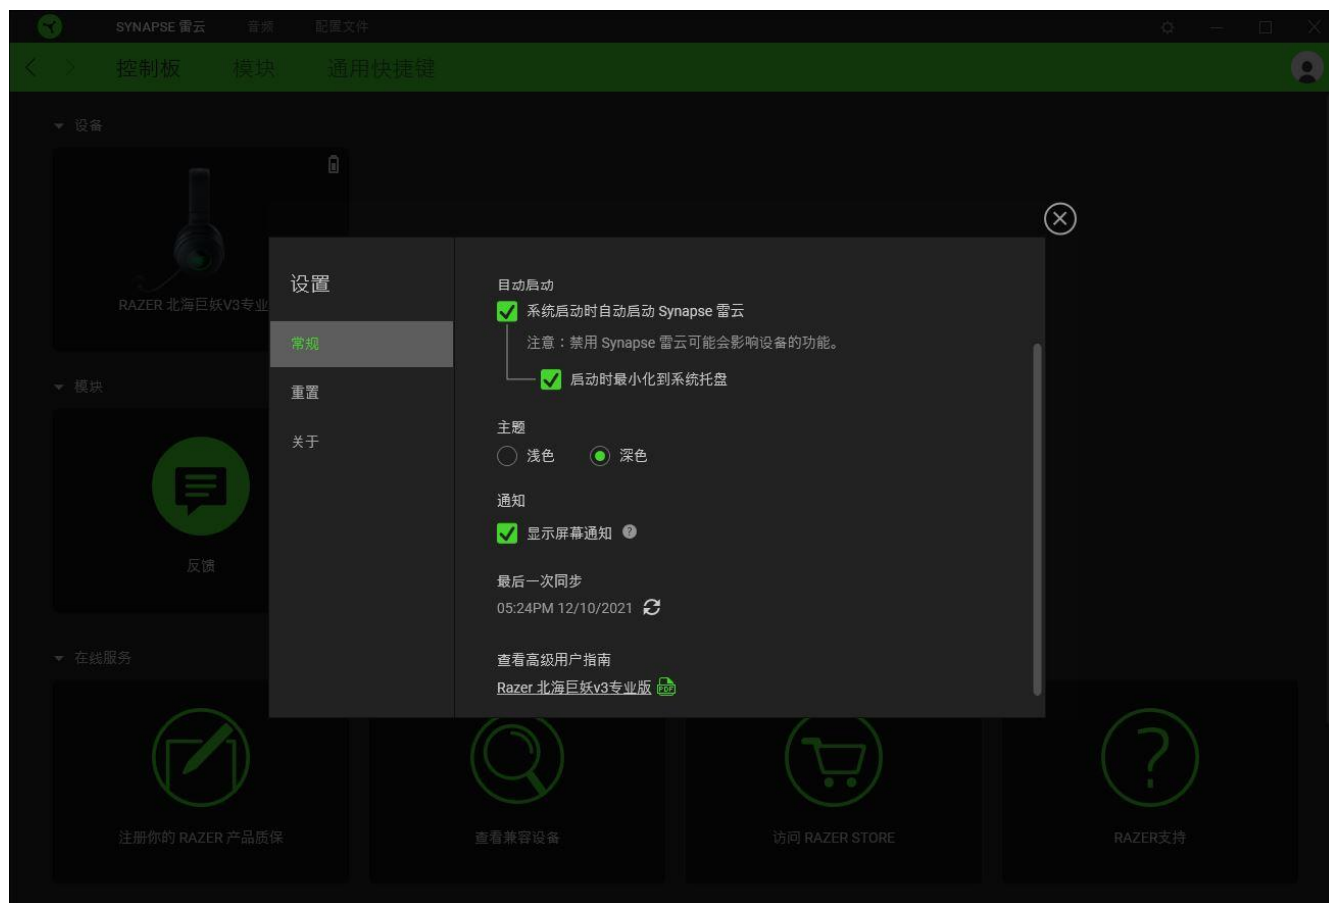 SYNAPSE 雷云 音频 配置文件
控制板 模块 通用快捷键
设备
RAZER 北海巨妖V3专业
模块
反馈
在线服务
注册你的 RAZER 产品质保
查看兼容设备
访问 RAZER STORE
RAZER支持
设置
常规
重置
关于
自动启动
系统启动时自动启动 Synapse 雷云
注意：禁用 Synapse 雷云可能会影响设备的功能。
启动时最小化到系统托盘
主题
浅色 深色
通知
显示屏幕通知 ?
最后一次同步
05:24PM 12/10/2021
查看高级用户指南
Razer 北海巨妖v3专业版 PDF